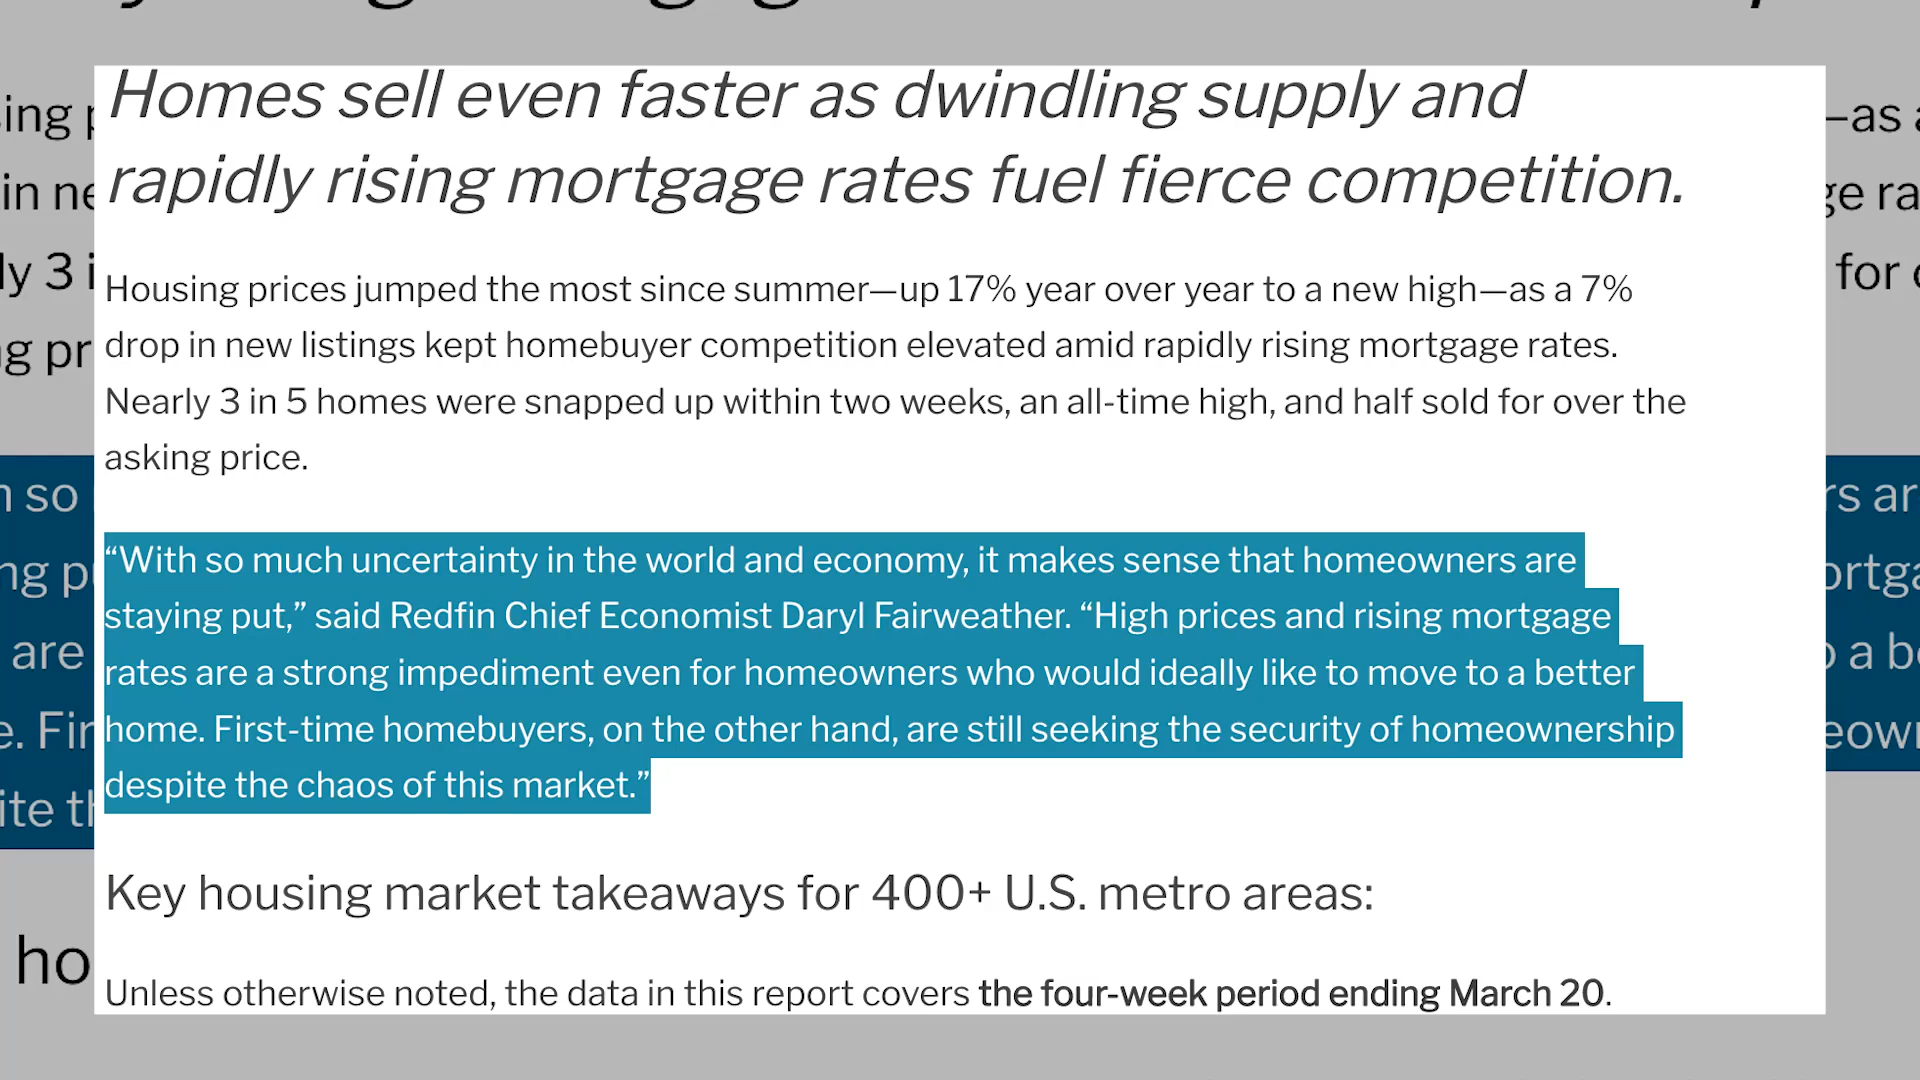 Homes sell even faster as dwindling supply and
rapidly rising mortgage rates fuel fierce competition.
Housing prices jumped the most since summer—up 17% year over year to a new high—as a 7%
drop in new listings kept homebuyer competition elevated amid rapidly rising mortgage rates.
Nearly 3 in 5 homes were snapped up within two weeks, an all-time high, and half sold for over the
asking price.
“With so much uncertainty in the world and economy, it makes sense that homeowners are
staying put,” said Redfin Chief Economist Daryl Fairweather. “High prices and rising mortgage
rates are a strong impediment even for homeowners who would ideally like to move to a better
home. First-time homebuyers, on the other hand, are still seeking the security of homeownership
despite the chaos of this market.”
Key housing market takeaways for 400+ U.S. metro areas:
Unless otherwise noted, the data in this report covers the four-week period ending March 20.